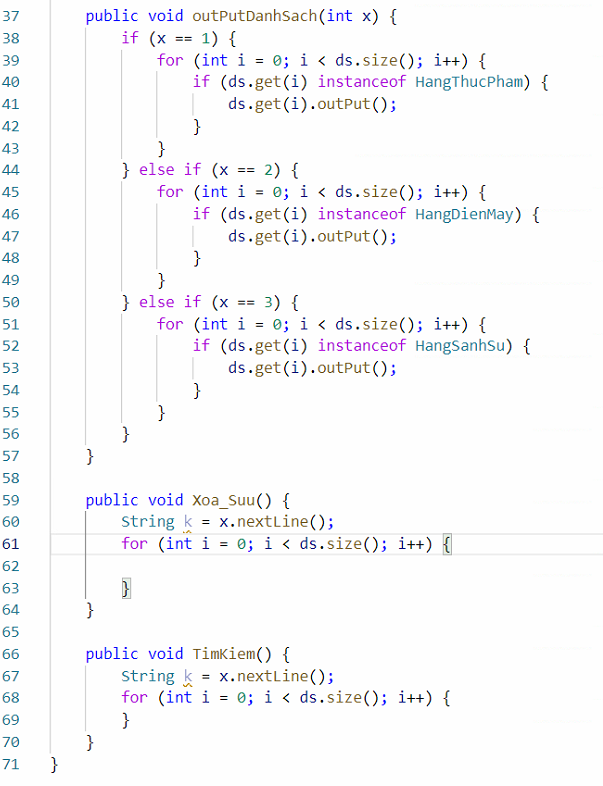 37 public void outPutDanhSach(int x) {
38 if (x == 1) {
39 for (int i = 0; i < ds.size(); i++) {
40 if (ds.get(i) instanceof HangThucPham) {
41 ds.get(i).outPut();
42 }
43 }
44 } else if (x == 2) {
45 for (int i = 0; i < ds.size(); i++) {
46 if (ds.get(i) instanceof HangDienMay) {
47 ds.get(i).outPut();
48 }
49 }
50 } else if (x == 3) {
51 for (int i = 0; i < ds.size(); i++) {
52 if (ds.get(i) instanceof HangSanhSu) {
53 ds.get(i).outPut();
54 }
55 }
56 }
57 }
58
59 public void Xoa_Suu() {
60 String k = x.nextLine();
61 for (int i = 0; i < ds.size(); i++) {
62
63 }
64 }
65
66 public void TimKiem() {
67 String k = x.nextLine();
68 for (int i = 0; i < ds.size(); i++) {
69 }
70 }
71 }